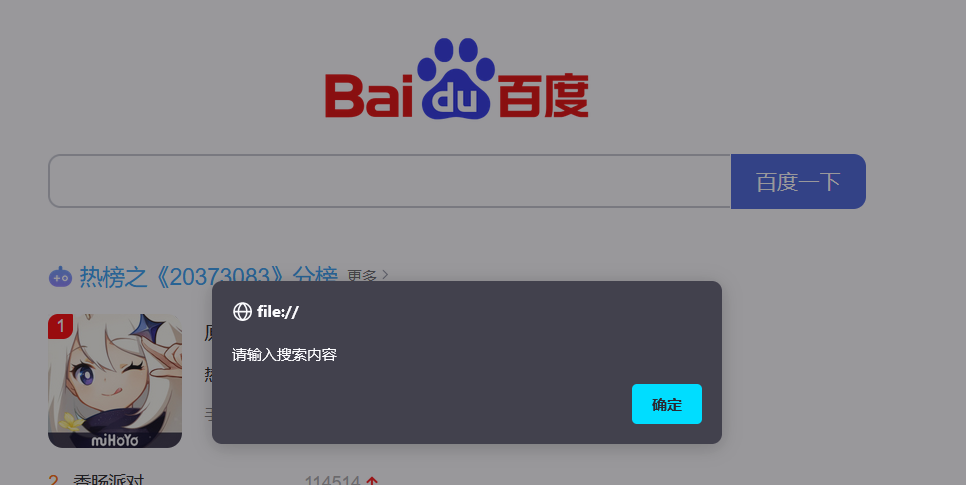 Baidu百度
百度一下
热榜之《20373083》分榜 更多
file://
请输入搜索内容
确定
1
miHoYo
2 香肠派对 114514